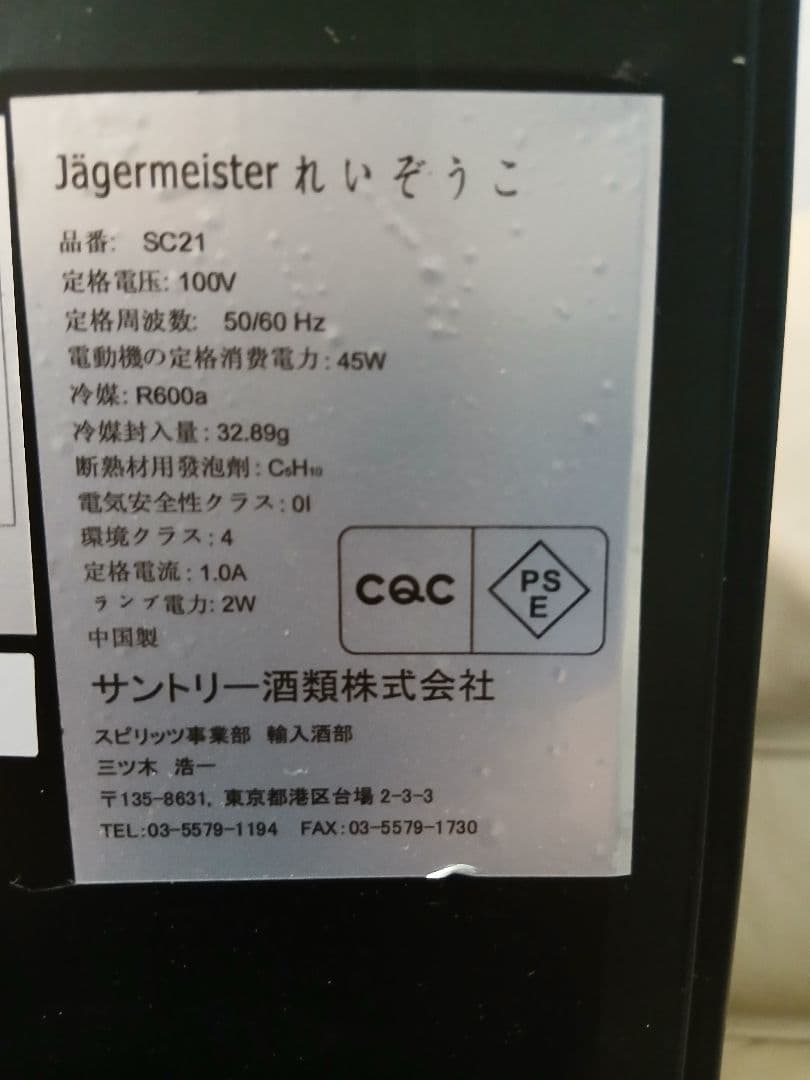 Jägermeister れいぞうこ
品番: SC21
定格電圧: 100V
定格周波数: 50/60 Hz
電動機の定格消費電力: 45W
冷媒: R600a
冷媒封入量: 32.89g
断熱材用發泡劑: C₅H₁₀
電気安全性クラス: 0I
環境クラス: 4
定格電流: 1.0A
ランプ電力: 2W
中国製
CQC
PS
E
サントリー酒類株式会社
スピリッツ事業部 輸入酒部
三ツ木 浩一
〒135-8631, 東京都港区台場 2-3-3
TEL:03-5579-1194 FAX:03-5579-1730